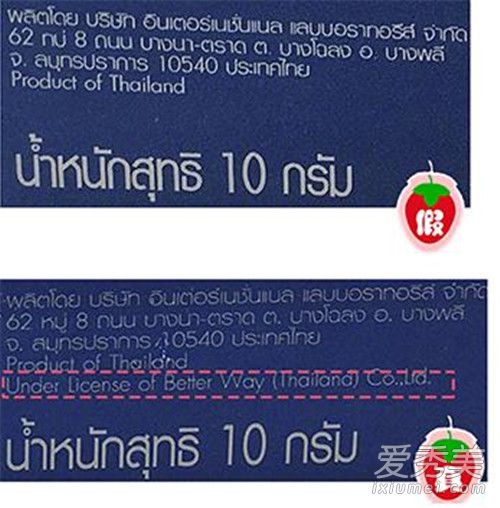 ผลิตโดย บริษัท อินเตอร์เนชั่นแนล แลบบอราทอรีส์ จำกัด
62 หมู่ 8 ถนน บางนา-ตราด ต. บางโฉลง อ. บางพลี
จ. สมุทรปราการ 10540 ประเทศไทย
Product of Thailand
น้ำหนักสุทธิ 10 กรัม
假
ผลิตโดย บริษัท อินเตอร์เนชั่นแนล แลบบอราทอรีส์ จำกัด
62 หมู่ 8 ถนน บางนา-ตราด ต. บางโฉลง อ. บางพลี
จ. สมุทรปราการ 10540 ประเทศไทย
Product of Thailand
Under License of Better Way (Thailand) Co.,Ltd.
น้ำหนักสุทธิ 10 กรัม
爱秀美
ixiumei.com